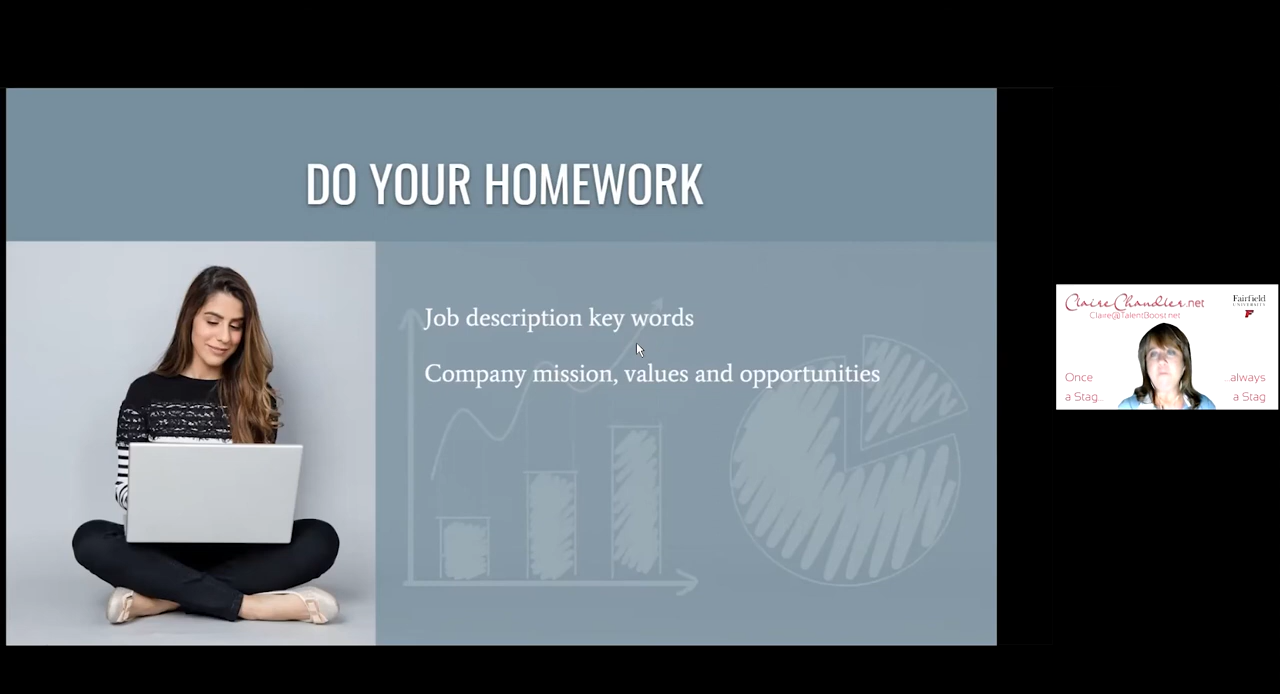 DO YOUR HOMEWORK
Job description key words
Company mission, values and opportunities
ClaireChandler.net
Claire@TalentBoost.net
Fairfield
UNIVERSITY
F
Once
a Stag...
...always
a Stag